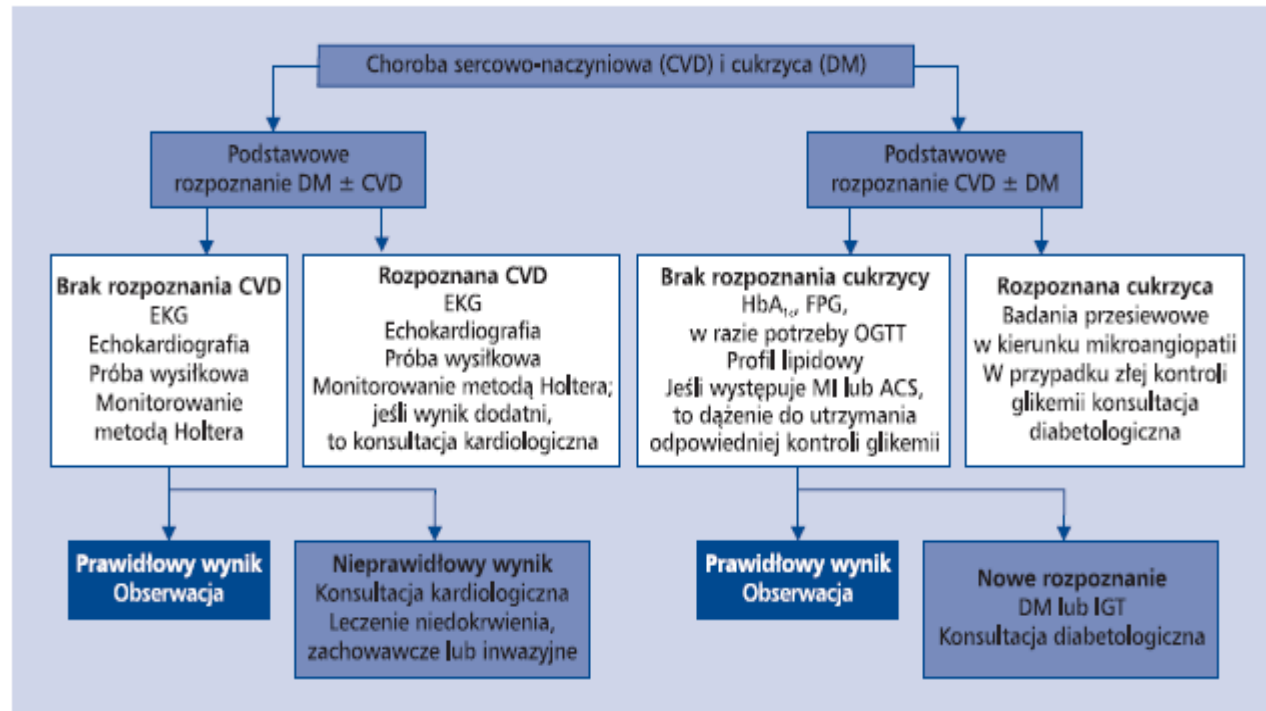 Choroba sercowo-naczyniowa (CVD) i cukrzyca (DM)
Podstawowe
rozpoznanie DM ± CVD
Podstawowe
rozpoznanie CVD ± DM
Brak rozpoznania CVD
EKG
Echokardiografia
Próba wysiłkowa
Monitorowanie
metodą Holtera
Rozpoznana CVD
EKG
Echokardiografia
Próba wysiłkowa
Monitorowanie metodą Holtera;
jeśli wynik dodatni,
to konsultacja kardiologiczna
Brak rozpoznania cukrzycy
HbA1c, FPG,
w razie potrzeby OGTT
Profil lipidowy
Jeśli występuje MI lub ACS,
to dążenie do utrzymania
odpowiedniej kontroli glikemii
Rozpoznana cukrzyca
Badania przesiewowe
w kierunku mikroangiopatii
W przypadku złej kontroli
glikemii konsultacja
diabetologiczna
Prawidłowy wynik
Obserwacja
Nieprawidłowy wynik
Konsultacja kardiologiczna
Leczenie niedokrwienia,
zachowawcze lub inwazyjne
Prawidłowy wynik
Obserwacja
Nowe rozpoznanie
DM lub IGT
Konsultacja diabetologiczna